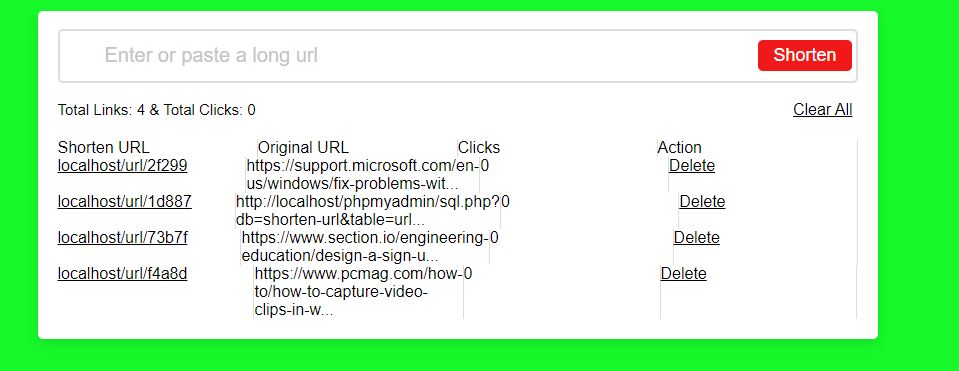 Enter or paste a long url
Shorten
Total Links: 4 & Total Clicks: 0
Clear All
Shorten URL Original URL Clicks Action
localhost/url/2f299 https://support.microsoft.com/en- 0 Delete
us/windows/fix-problems-wit...
localhost/url/1d887 http://localhost/phpmyadmin/sql.php? 0 Delete
db=shorten-url&table=url...
localhost/url/73b7f https://www.section.io/engineering- 0 Delete
education/design-a-sign-u...
localhost/url/f4a8d https://www.pcmag.com/how- 0 Delete
to/how-to-capture-video-
clips-in-w...